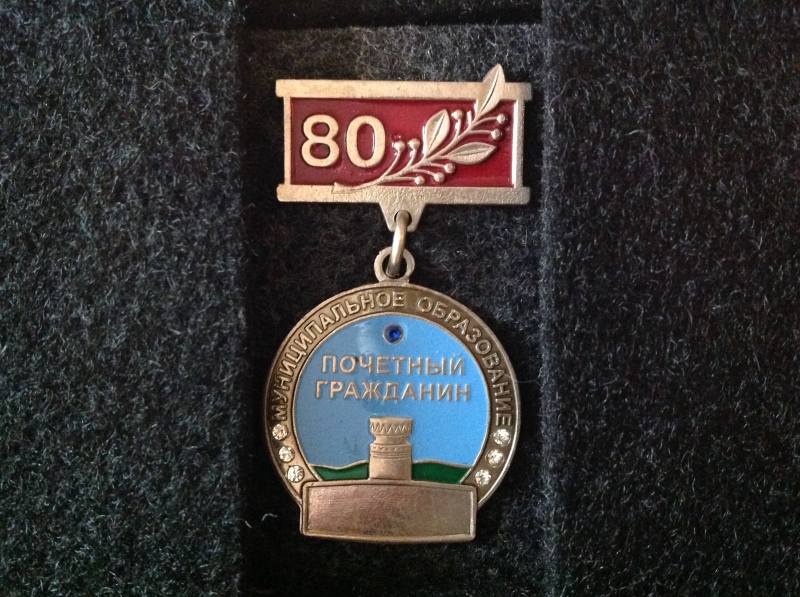 80
МУНИЦИПАЛЬНОЕ ОБРАЗОВАНИЕ
ПОЧЕТНЫЙ
ГРАЖДАНИН